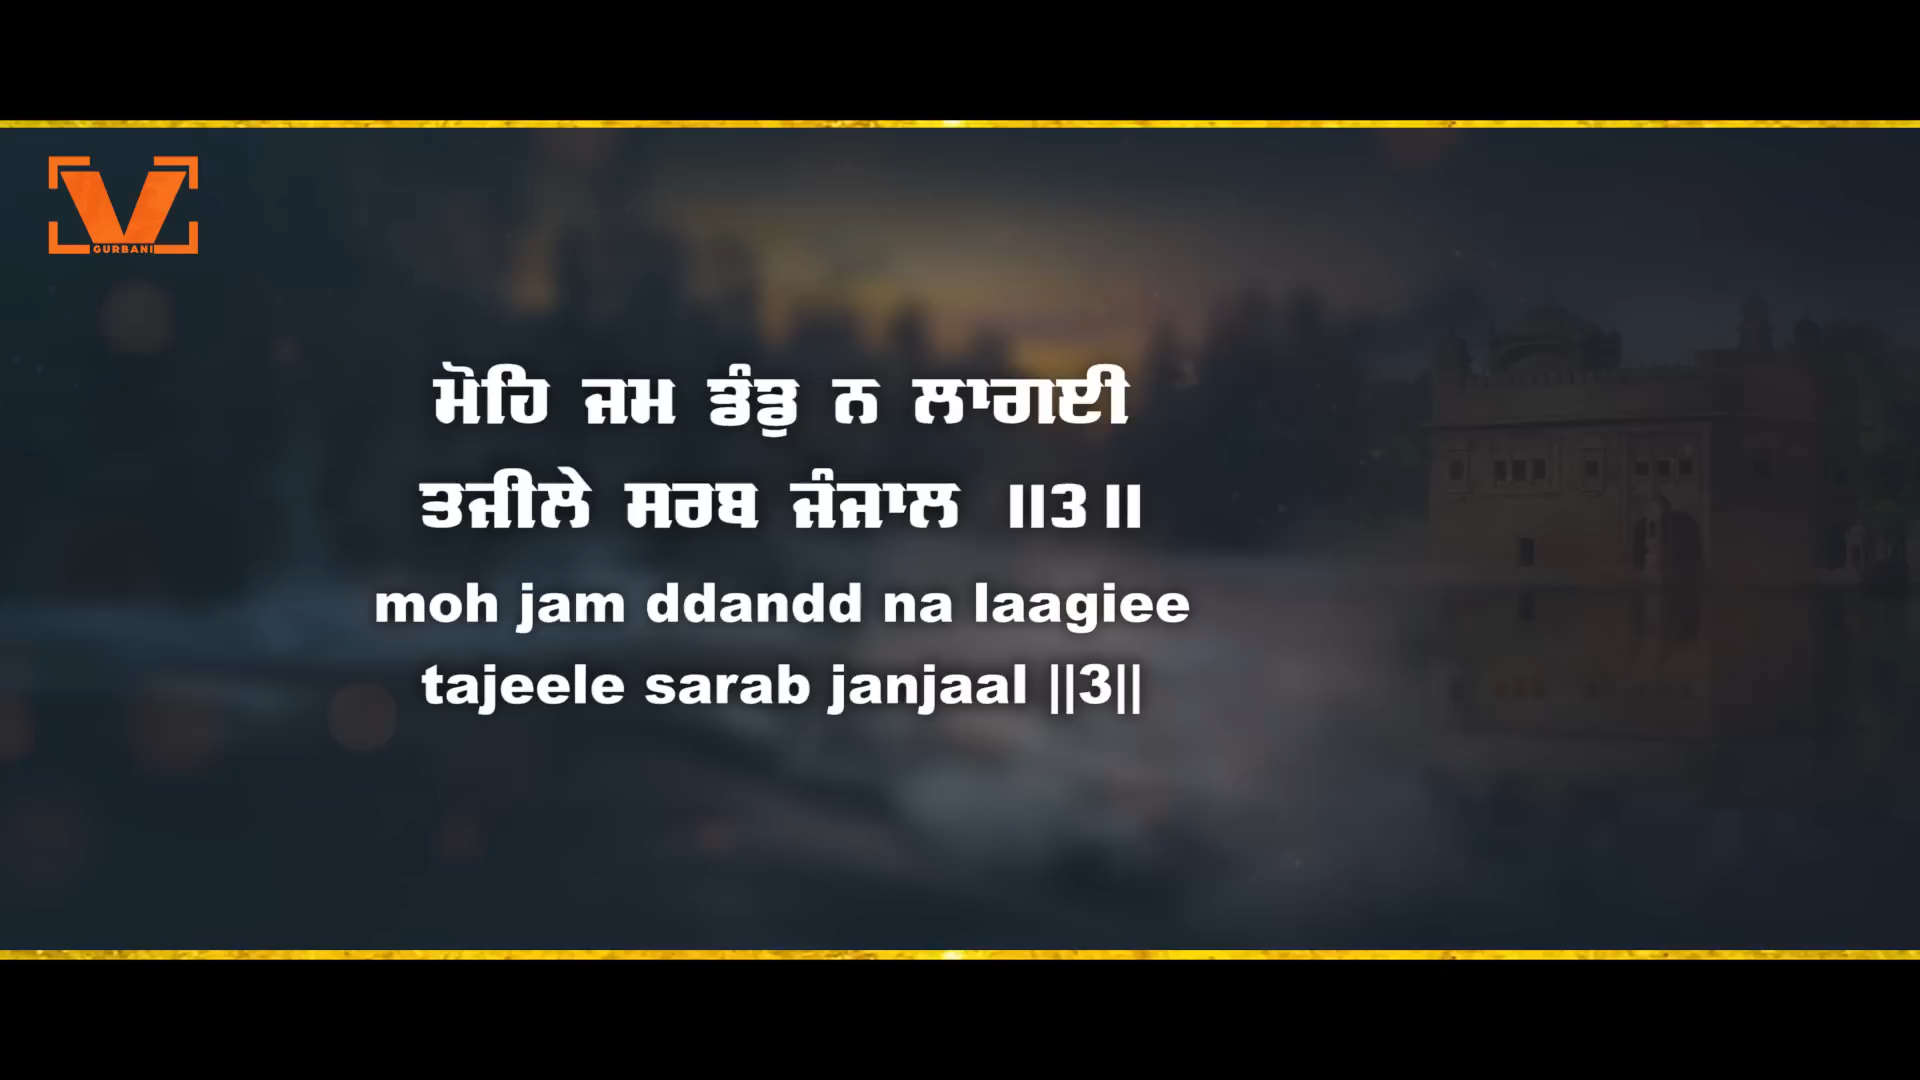 GURBANI
ਮੋਹਿ ਜਮ ਡੰਡੁ ਨ ਲਾਗਈ
ਤਜੀਲੇ ਸਰਬ ਜੰਜਾਲ ॥3॥
moh jam ddandd na laagiee
tajeele sarab janjaal ||3||